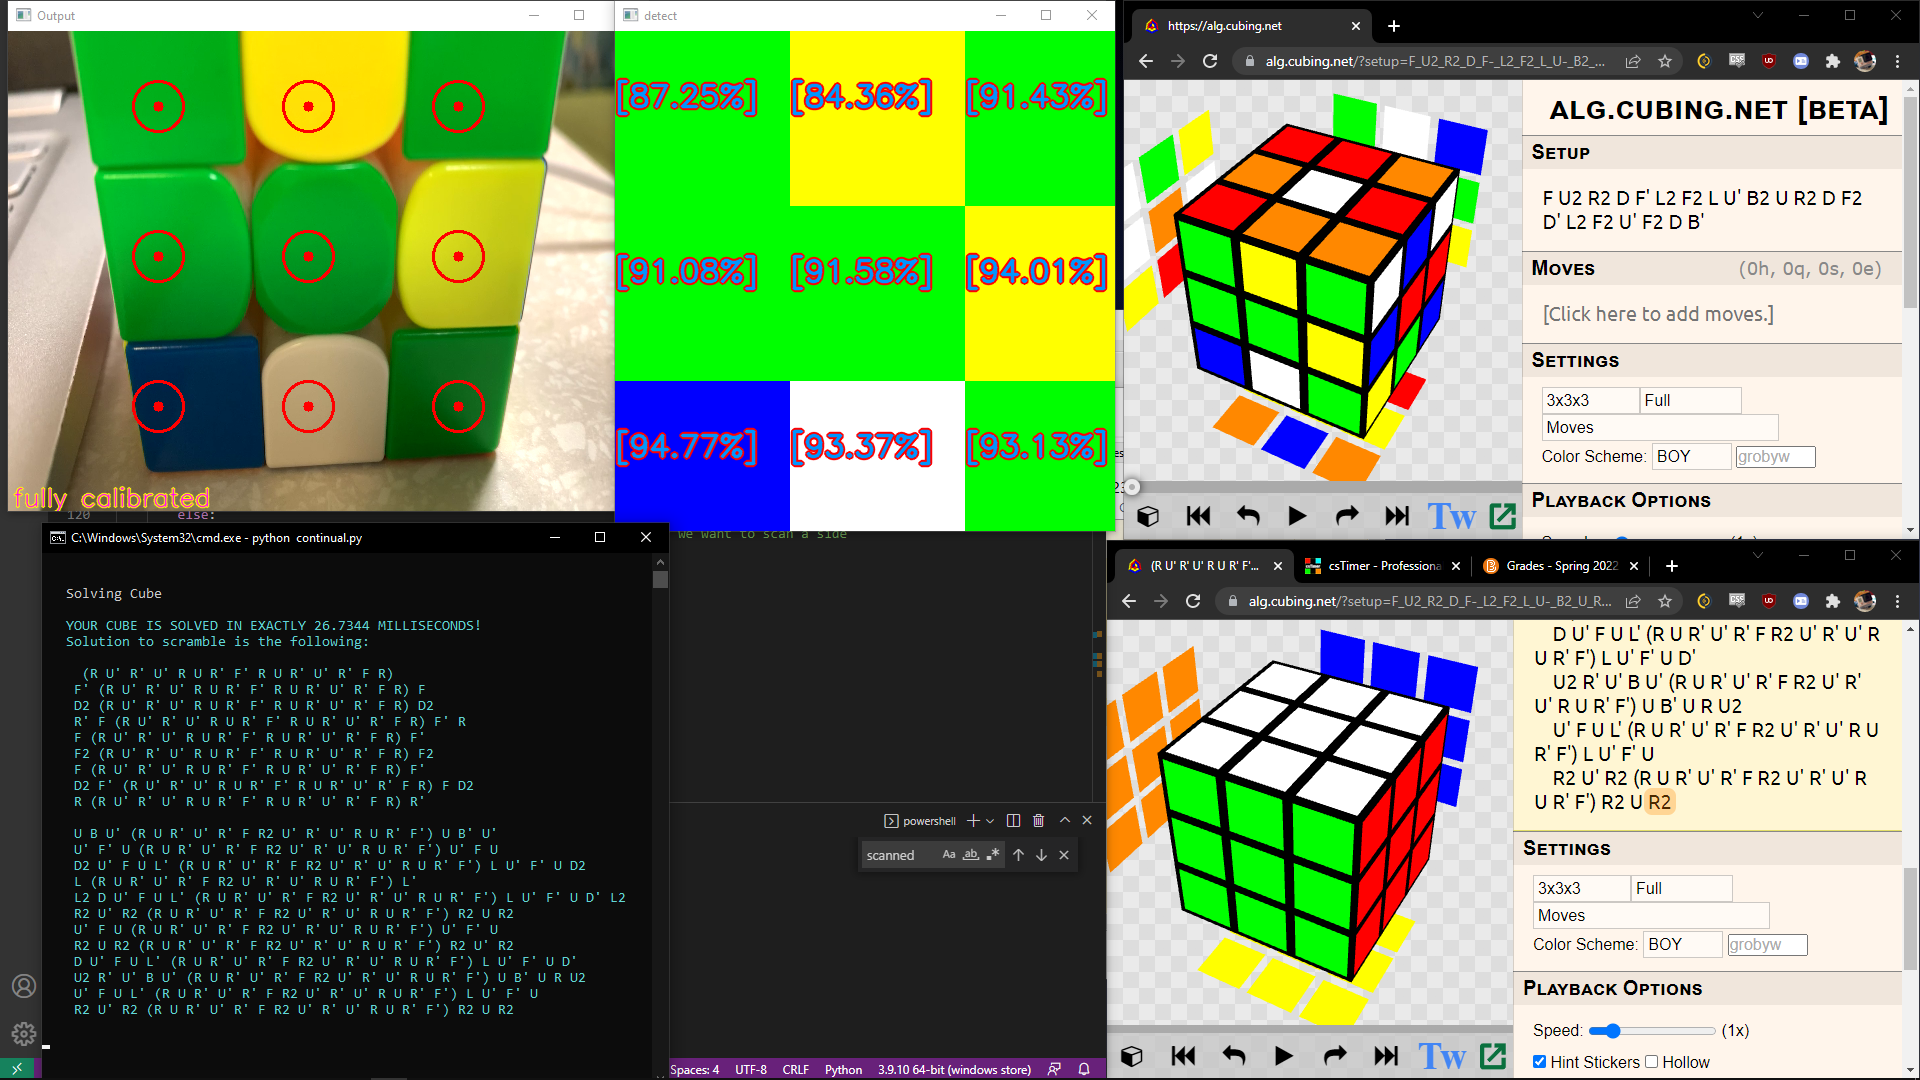 Output
fully calibrated
120 else:
detect
[87.25%] [84.36%] [91.43%]
[91.08%] [91.58%] [94.01%]
[94.77%] [93.37%] [93.13%]
we want to scan a side
C:\Windows\System32\cmd.exe - python continual.py
Solving Cube
YOUR CUBE IS SOLVED IN EXACTLY 26.7344 MILLISECONDS!
Solution to scramble is the following:
(R U' R' U' R U R' F' R U R' U' R' F R)
F' (R U' R' U' R U R' F' R U R' U' R' F R) F
D2 (R U' R' U' R U R' F' R U R' U' R' F R) D2
R' F (R U' R' U' R U R' F' R U R' U' R' F R) F' R
F (R U' R' U' R U R' F' R U R' U' R' F R) F'
F2 (R U' R' U' R U R' F' R U R' U' R' F R) F2
F (R U' R' U' R U R' F' R U R' U' R' F R) F'
D2 F' (R U' R' U' R U R' F' R U R' U' R' F R) F D2
R (R U' R' U' R U R' F' R U R' U' R' F R) R'
U B U' (R U R' U' R' F R2 U' R' U' R U R' F') U B' U'
U' F' U (R U R' U' R' F R2 U' R' U' R U R' F') U' F U
D2 U' F U L' (R U R' U' R' F R2 U' R' U' R U R' F') L U' F' U D2
L (R U R' U' R' F R2 U' R' U' R U R' F') L'
L2 D U' F U L' (R U R' U' R' F R2 U' R' U' R U R' F') L U' F' U D' L2
R2 U' R2 (R U R' U' R' F R2 U' R' U' R U R' F') R2 U R2
U' F U (R U R' U' R' F R2 U' R' U' R U R' F') U' F' U
R2 U R2 (R U R' U' R' F R2 U' R' U' R U R' F') R2 U' R2
D U' F U L' (R U R' U' R' F R2 U' R' U' R U R' F') L U' F' U D'
U2 R' U' B U' (R U R' U' R' F R2 U' R' U' R U R' F') U B' U R U2
U' F U L' (R U R' U' R' F R2 U' R' U' R U R' F') L U' F' U
R2 U' R2 (R U R' U' R' F R2 U' R' U' R U R' F') R2 U R2
powershell
scanned Aa ab
Spaces: 4 UTF-8 CRLF Python 3.9.10 64-bit (windows store)
https://alg.cubing.net
alg.cubing.net/?setup=F_U2_R2_D_F-_L2_F2_L_U-_B2_...
ALG.CUBING.NET [BETA]
SETUP
F U2 R2 D F' L2 F2 L U' B2 U R2 D F2
D' L2 F2 U' F2 D B'
MOVES (0h, 0q, 0s, 0e)
[Click here to add moves.]
SETTINGS
3x3x3 Full
Moves
Color Scheme: BOY grobyw
PLAYBACK OPTIONS
Tw
(R U' R' U' R U R' F'... csTimer - Professiona Grades - Spring 2022
alg.cubing.net/?setup=F_U2_R2_D_F-_L2_F2_L_U-_B2_U_R...
D U' F U L' (R U R' U' R' F R2 U' R' U' R
U R' F') L U' F' U D'
U2 R' U' B U' (R U R' U' R' F R2 U' R'
U' R U R' F') U B' U R U2
U' F U L' (R U R' U' R' F R2 U' R' U' R U
R' F') L U' F' U
R2 U' R2 (R U R' U' R' F R2 U' R' U' R
U R' F') R2 U R2
SETTINGS
3x3x3 Full
Moves
Color Scheme: BOY grobyw
PLAYBACK OPTIONS
Speed: (1x)
Hint Stickers Hollow
Tw